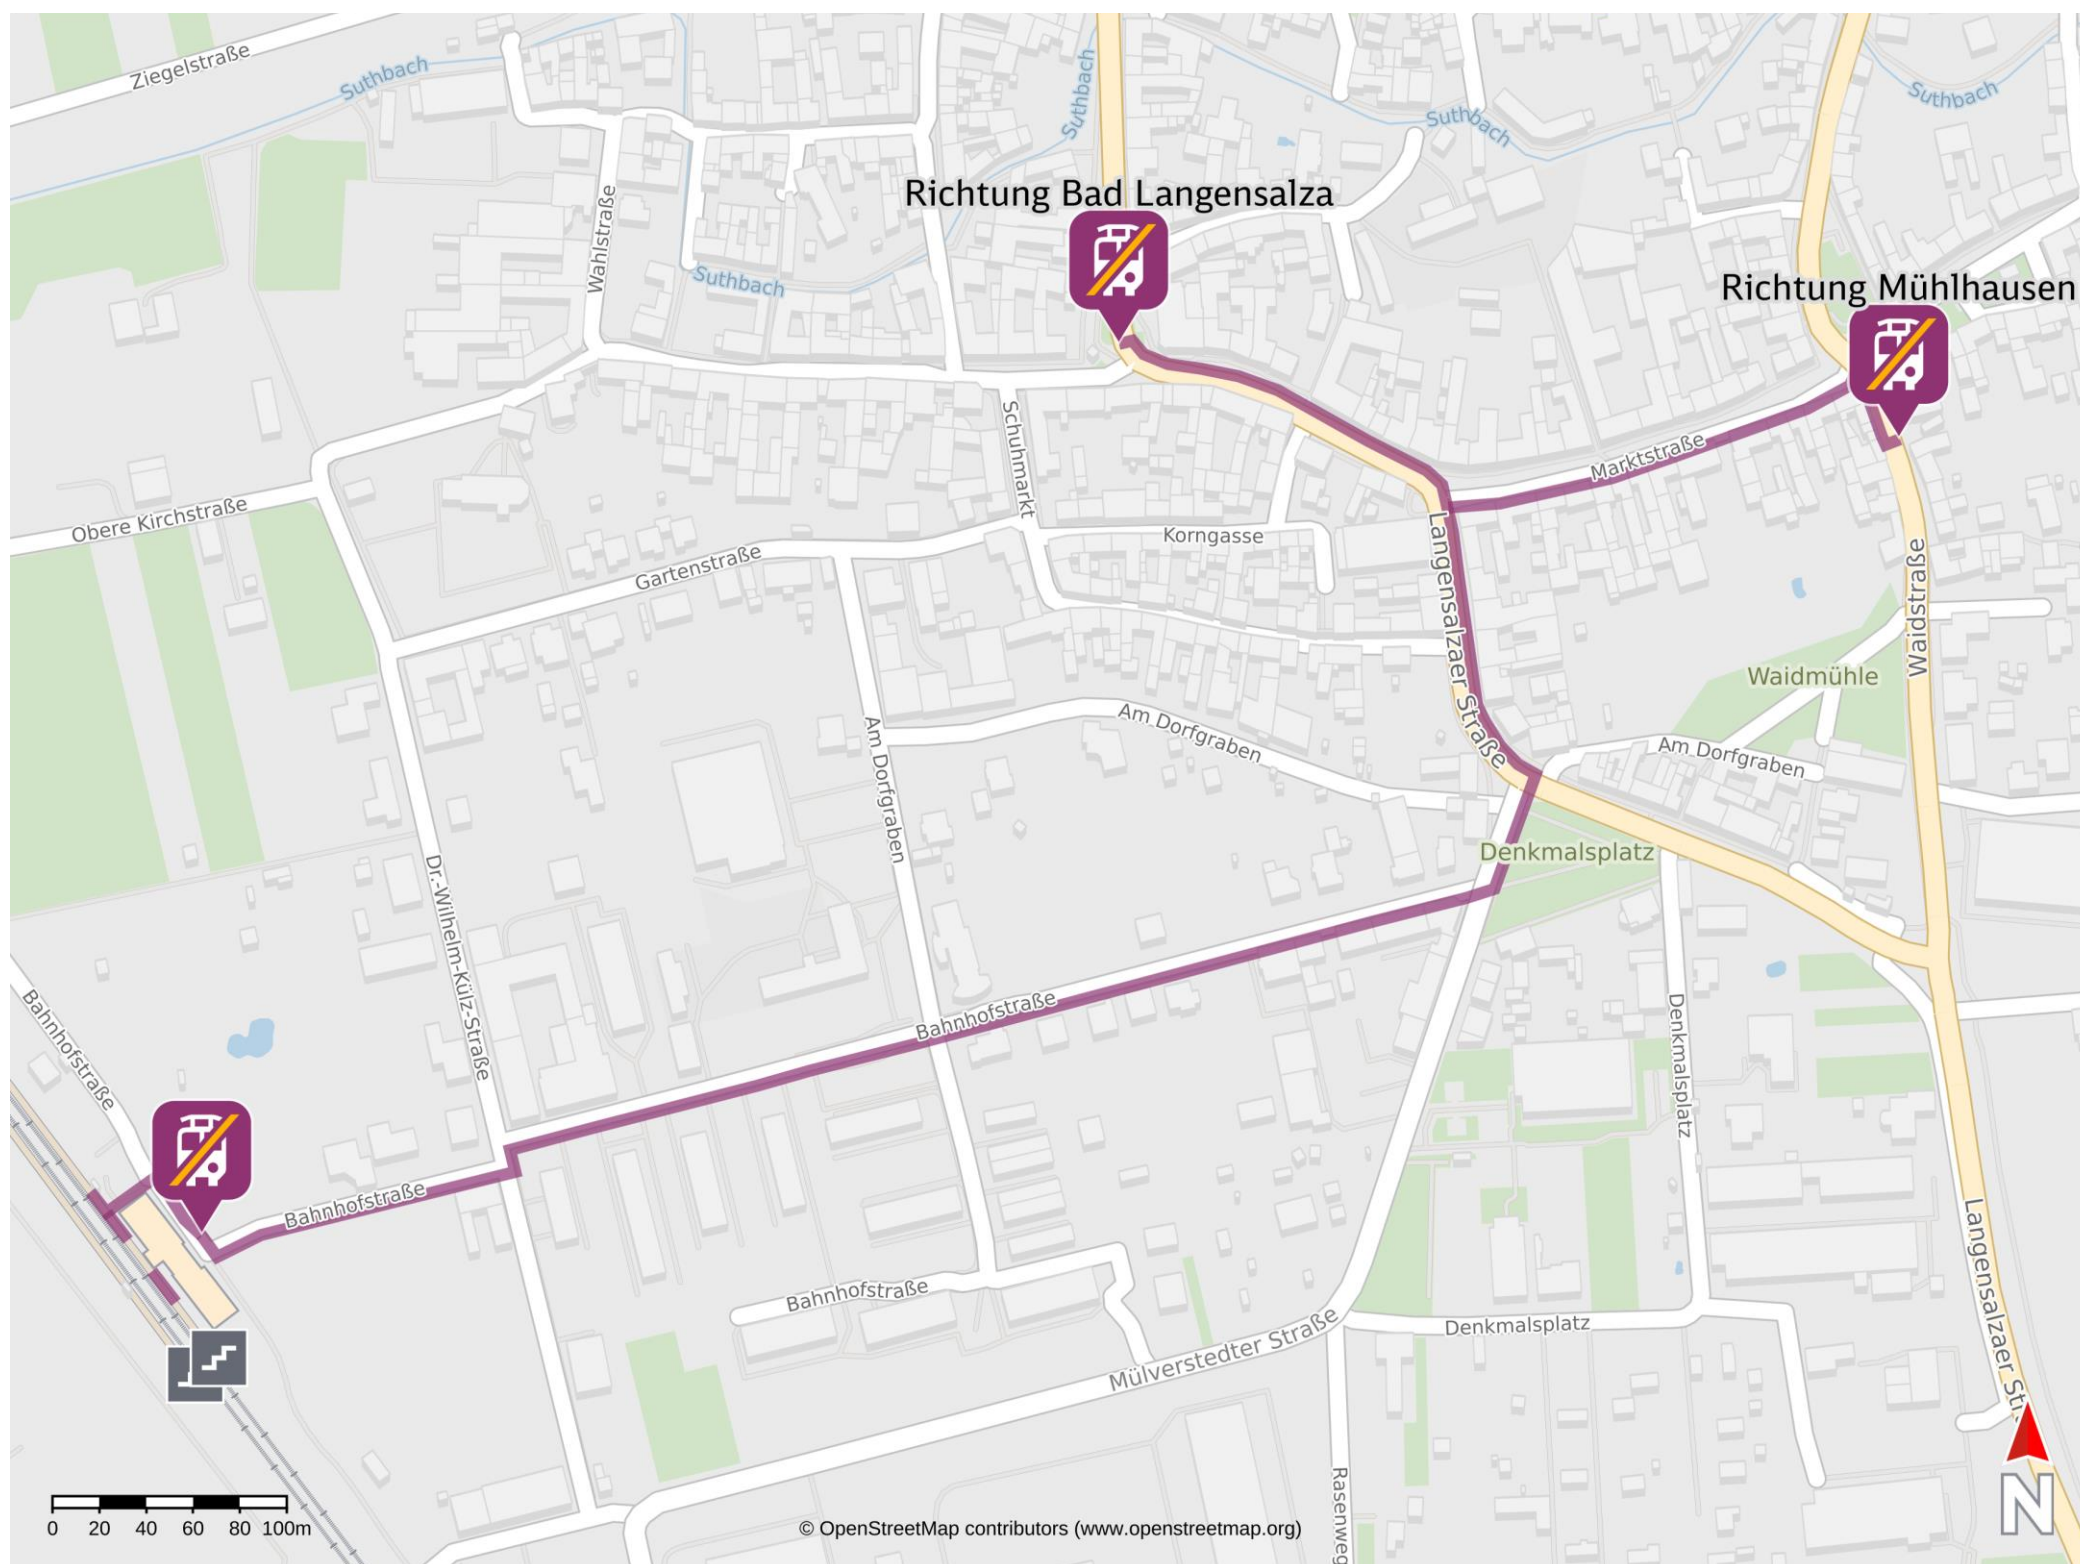 Ziegelstraße
Suthbach
Suthbach
Suthbach
Suthbach
Richtung Bad Langensalza
Wahlstraße
Suthbach
Richtung Mühlhausen
Schuhmarkt
Marktstraße
Obere Kirchstraße
Korngasse
Gartenstraße
Langensalzaer Straße
Waidstraße
Waidmühle
Am Dorfgraben
Am Dorfgraben
Am Dorfgraben
Denkmalsplatz
Dr.-Wilhelm-Külz-Straße
Bahnhofstraße
Bahnhofstraße
Denkmalsplatz
Bahnhofstraße
Bahnhofstraße
Langensalzaer Str
Denkmalsplatz
Mülverstedter Straße
Rasenweg
N
0 20 40 60 80 100m
© OpenStreetMap contributors (www.openstreetmap.org)